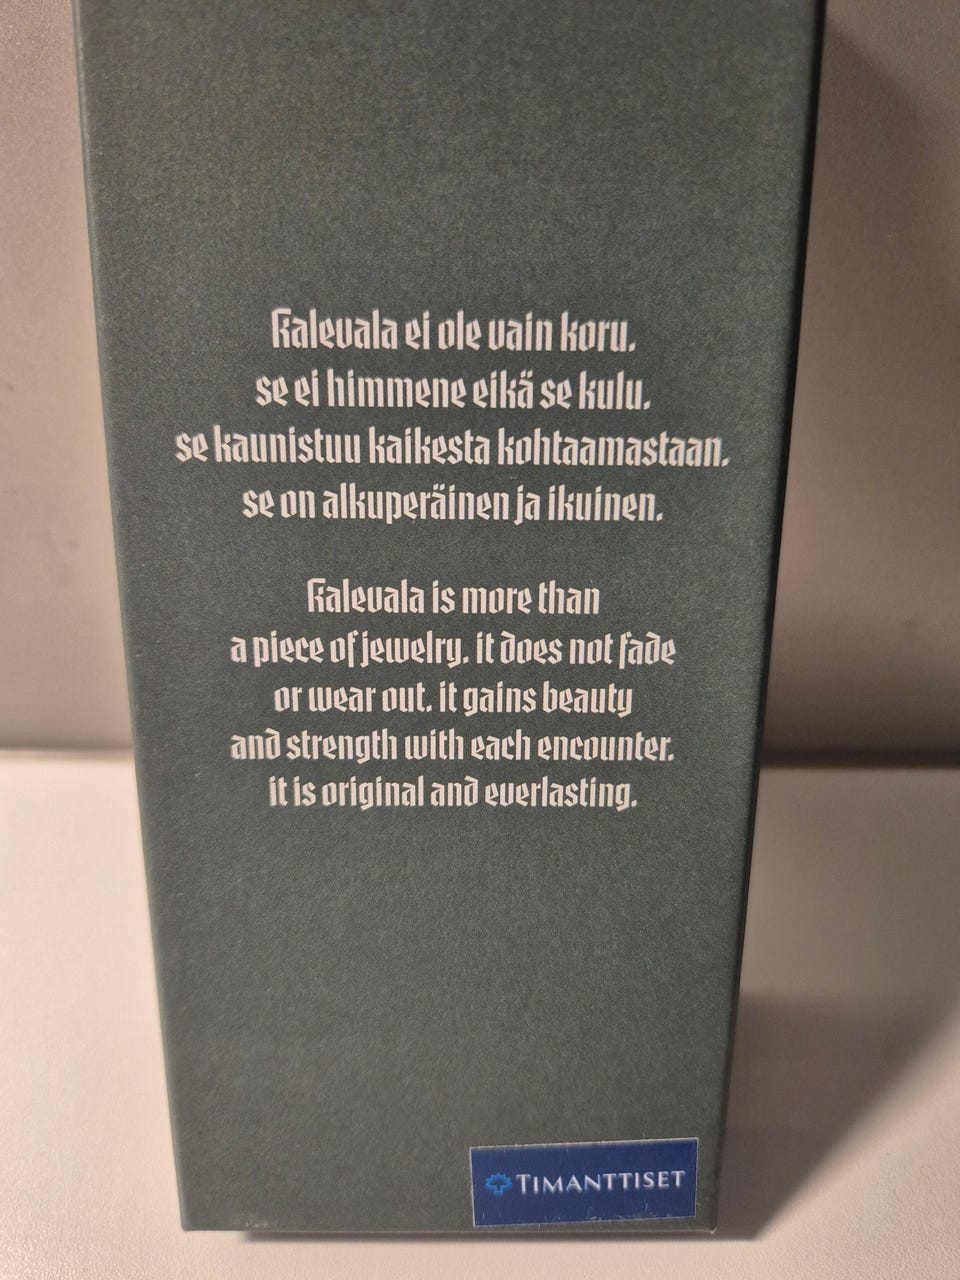 Kalevala ei ole vain koru.
se ei himmene eikä se kulu.
se kaunistuu kaikesta kohtaamastaan.
se on alkuperäinen ja ikuinen.
Kalevala is more than
a piece of jewelry. it does not fade
or wear out. it gains beauty
and strength with each encounter.
it is original and everlasting.
TIMANTTISET